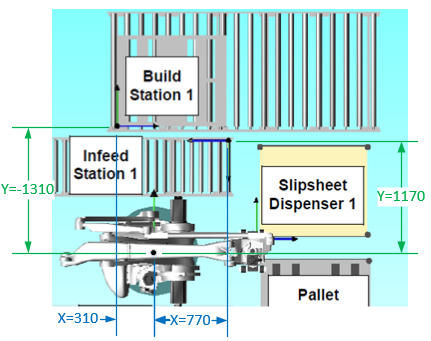 Build
Station 1
Infeed
Station 1
Slipsheet
Dispenser 1
Y=-1310
Y=1170
Pallet
X=310
X=770